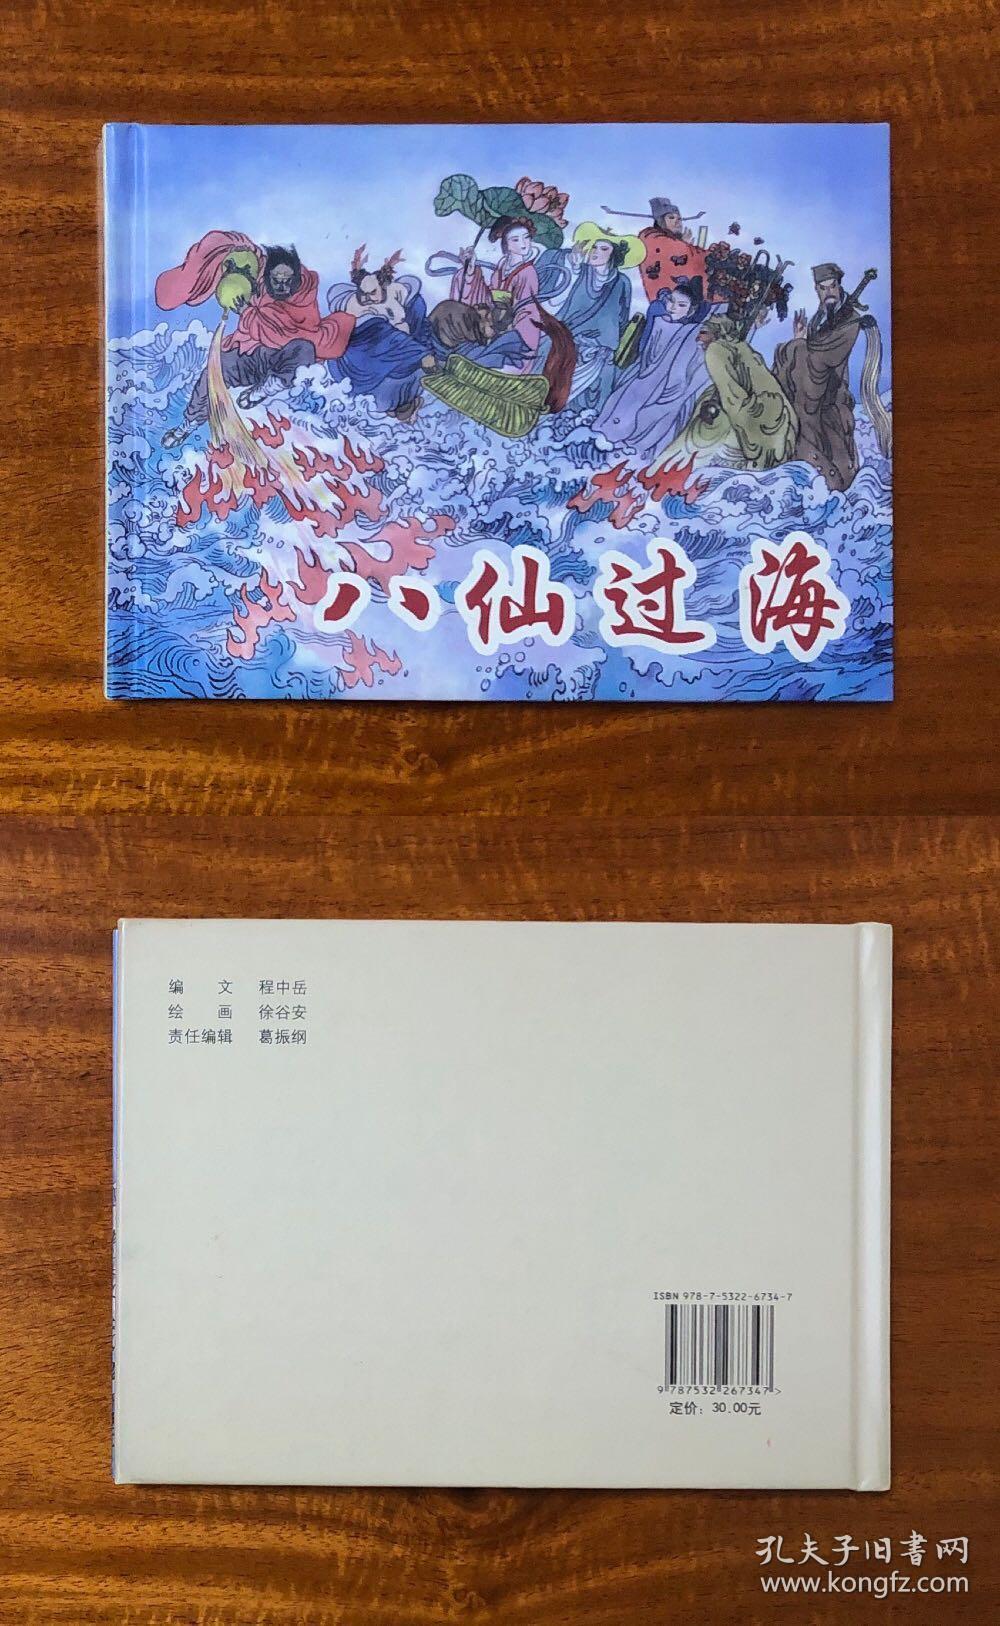 八仙过海
编 文 程中岳
绘 画 徐谷安
责任编辑 葛振纲
ISBN 978-7-5322-6734-7
9 787532 267347 >
定价：30.00元
孔夫子旧書网
www.kongfz.com